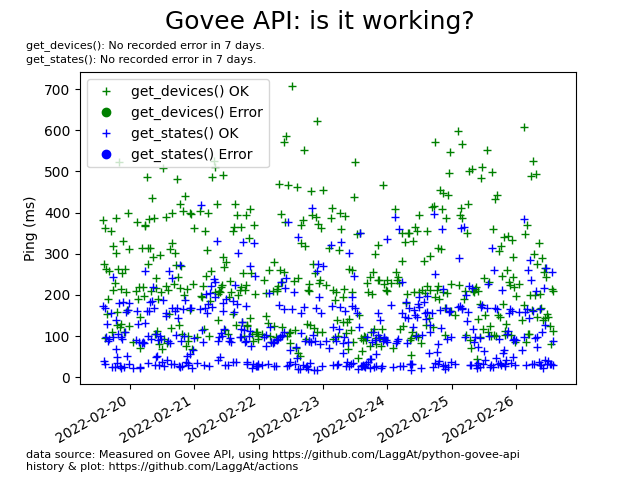 Govee API: is it working?
get_devices(): No recorded error in 7 days.
get_states(): No recorded error in 7 days.
get_devices() OK
get_devices() Error
get_states() OK
get_states() Error
Ping (ms)
700
600
500
400
300
200
100
0
2022-02-20
2022-02-21
2022-02-22
2022-02-23
2022-02-24
2022-02-25
2022-02-26
data source: Measured on Govee API, using https://github.com/LaggAt/python-govee-api
history & plot: https://github.com/LaggAt/actions